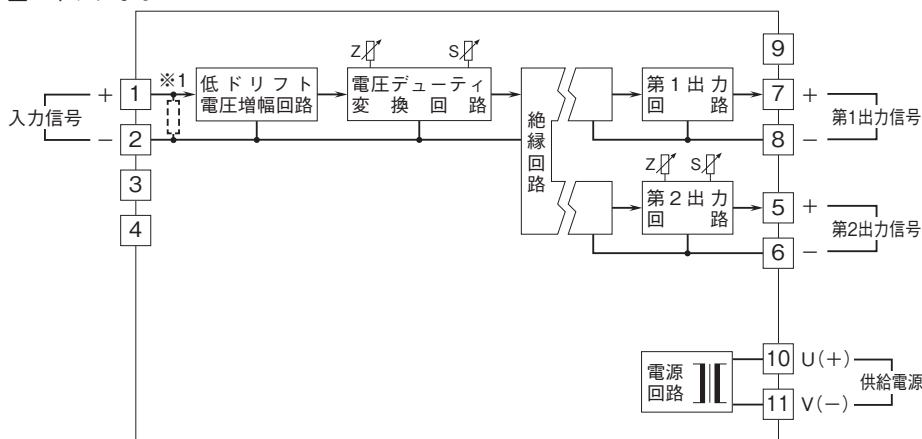 Z S
※1
低ドリフト
電圧増幅回路
電圧デューティ
変換回路
絶縁回路
第1出力
回路
Z S
第2出力
回路
入力信号
+ 1
− 2
3
4
9
7 +
8 −
第1出力信号
5 +
6 −
第2出力信号
電源
回路
10 U(+)
11 V(−)
供給電源